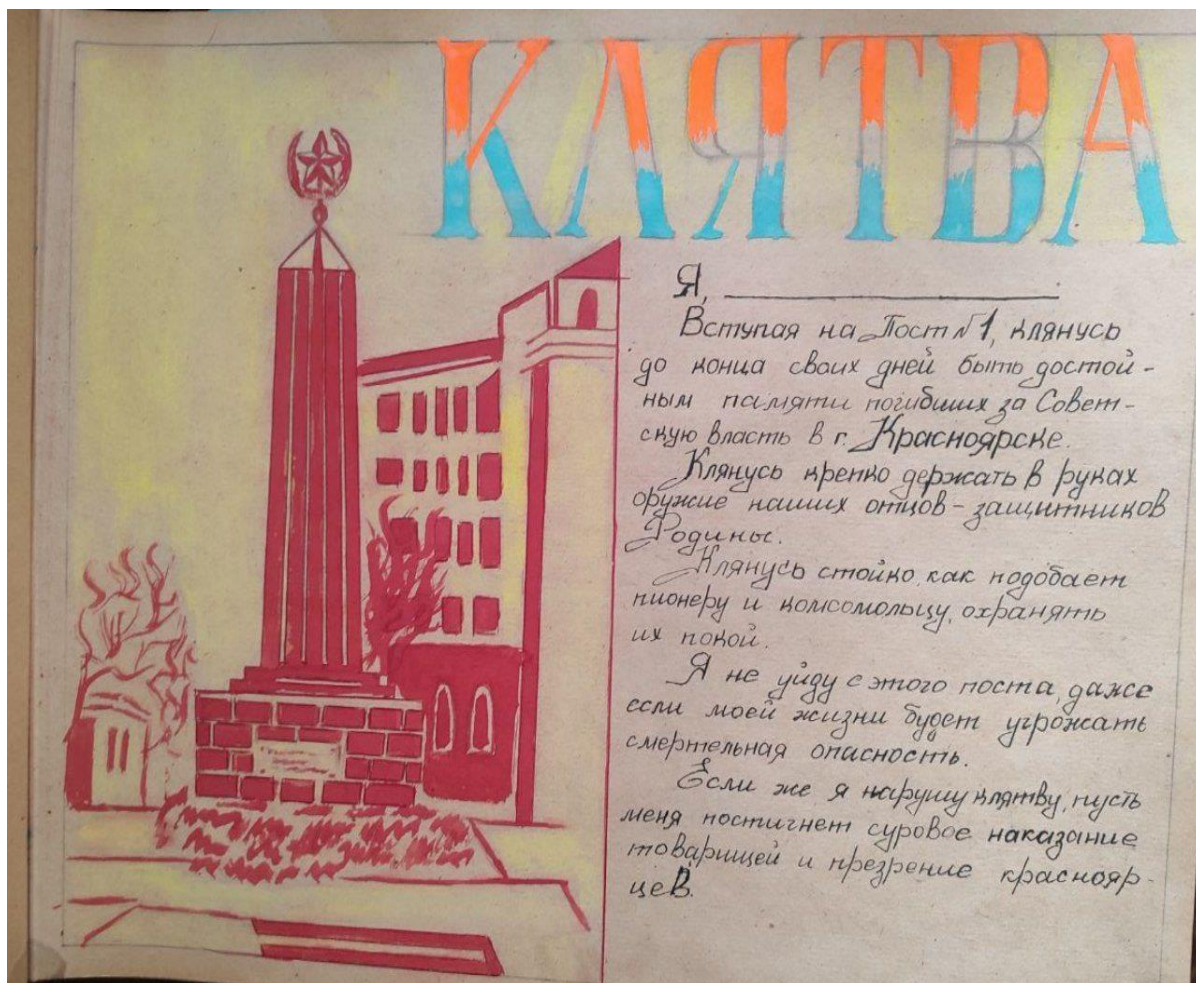 КЛЯТВА
Я, ____________________
Вступая на Пост №1, клянусь
до конца своих дней быть достой-
ным памяти погибших за Совет-
скую власть в г. Красноярске.
Клянусь крепко держать в руках
оружие наших отцов - защитников
Родины.
Клянусь стойко, как подобает
пионеру и комсомольцу, охранять
их покой.
Я не уйду с этого поста, даже
если моей жизни будет угрожать
смертельная опасность.
Если же я нарушу клятву, пусть
меня постигнет суровое наказание
товарищей и презрение краснояр-
цев.